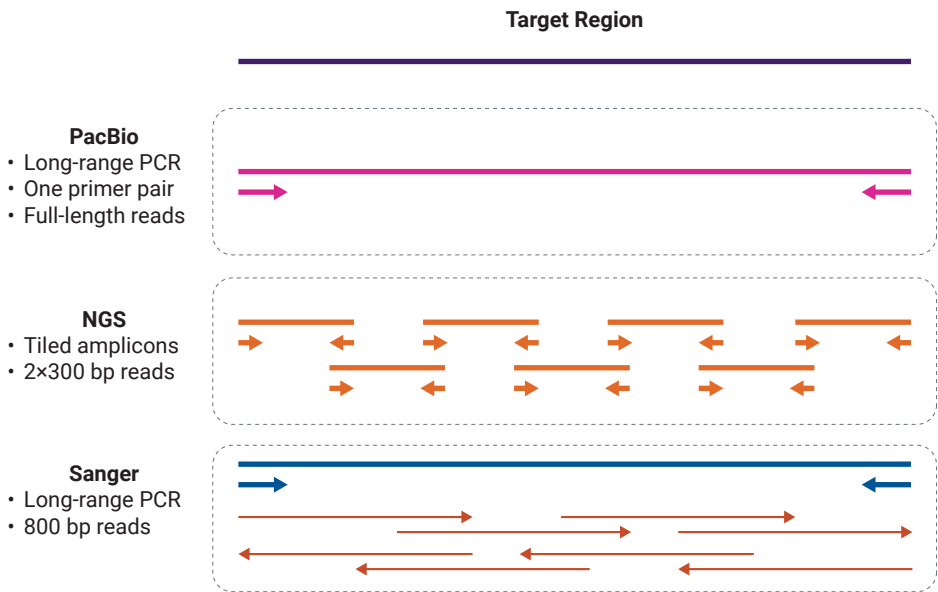 Target Region
PacBio
• Long-range PCR
• One primer pair
• Full-length reads
NGS
• Tiled amplicons
• 2×300 bp reads
Sanger
• Long-range PCR
• 800 bp reads